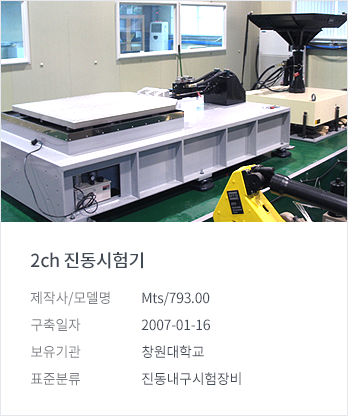 2ch 진동시험기
제작사/모델명 Mts/793.00
구축일자 2007-01-16
보유기관 창원대학교
표준분류 진동내구시험장비